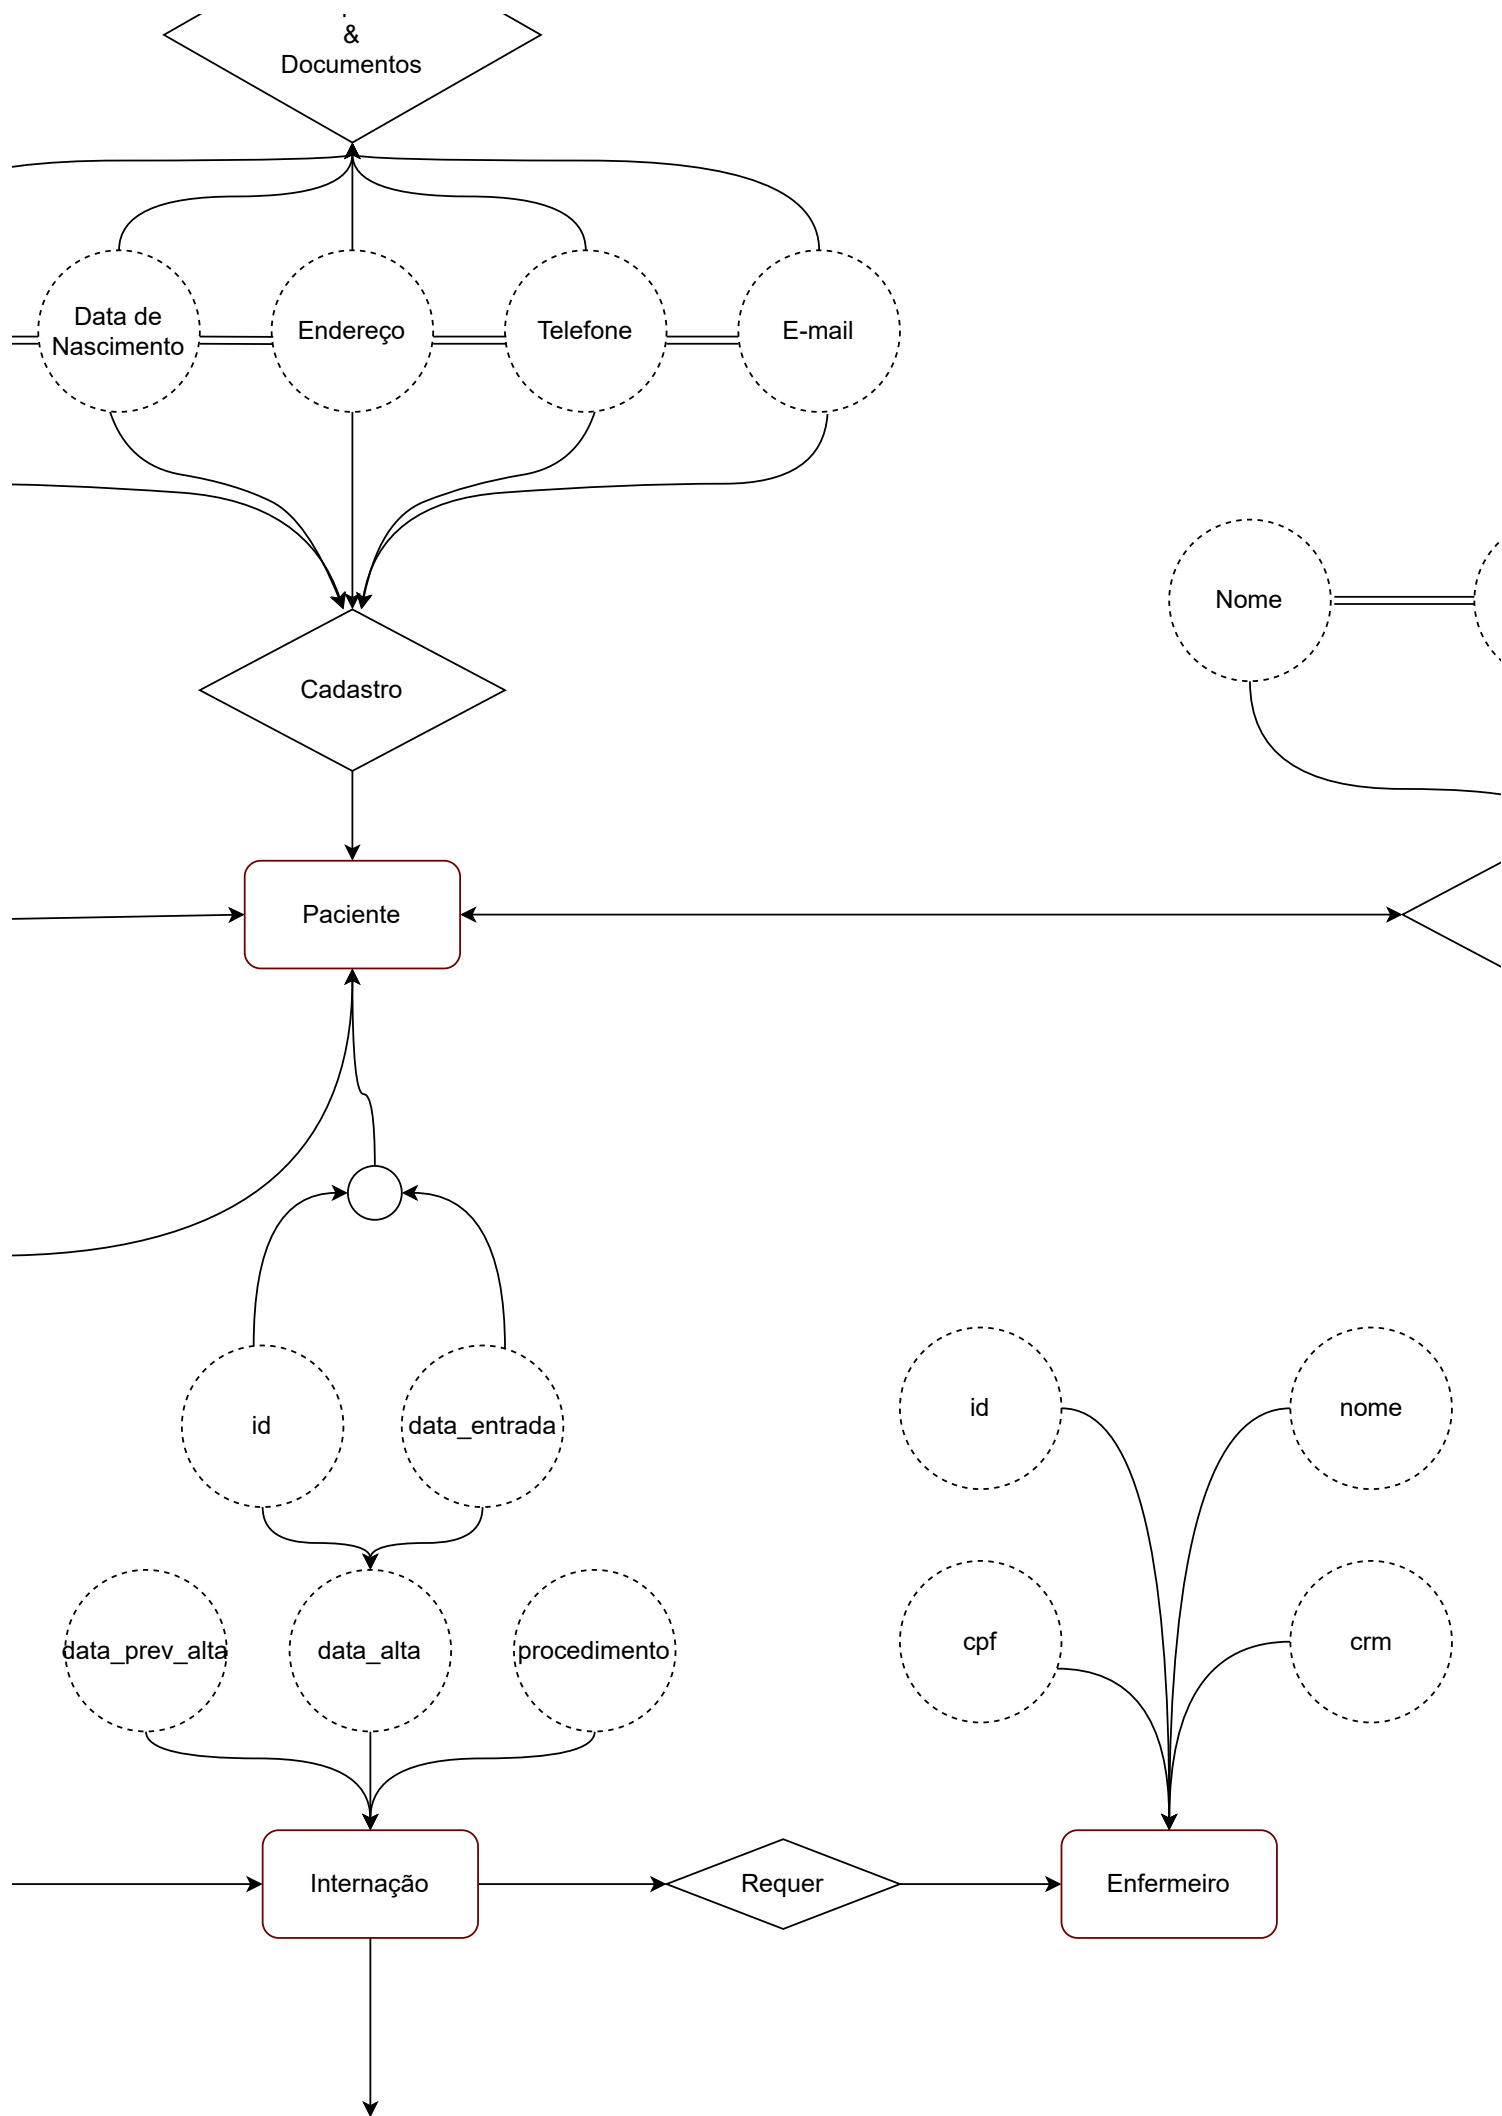 &
Documentos
Data de
Nascimento
Endereço
Telefone
E-mail
Nome
Cadastro
Paciente
id
data_entrada
id
nome
data_prev_alta
data_alta
procedimento
cpf
crm
Internação
Requer
Enfermeiro